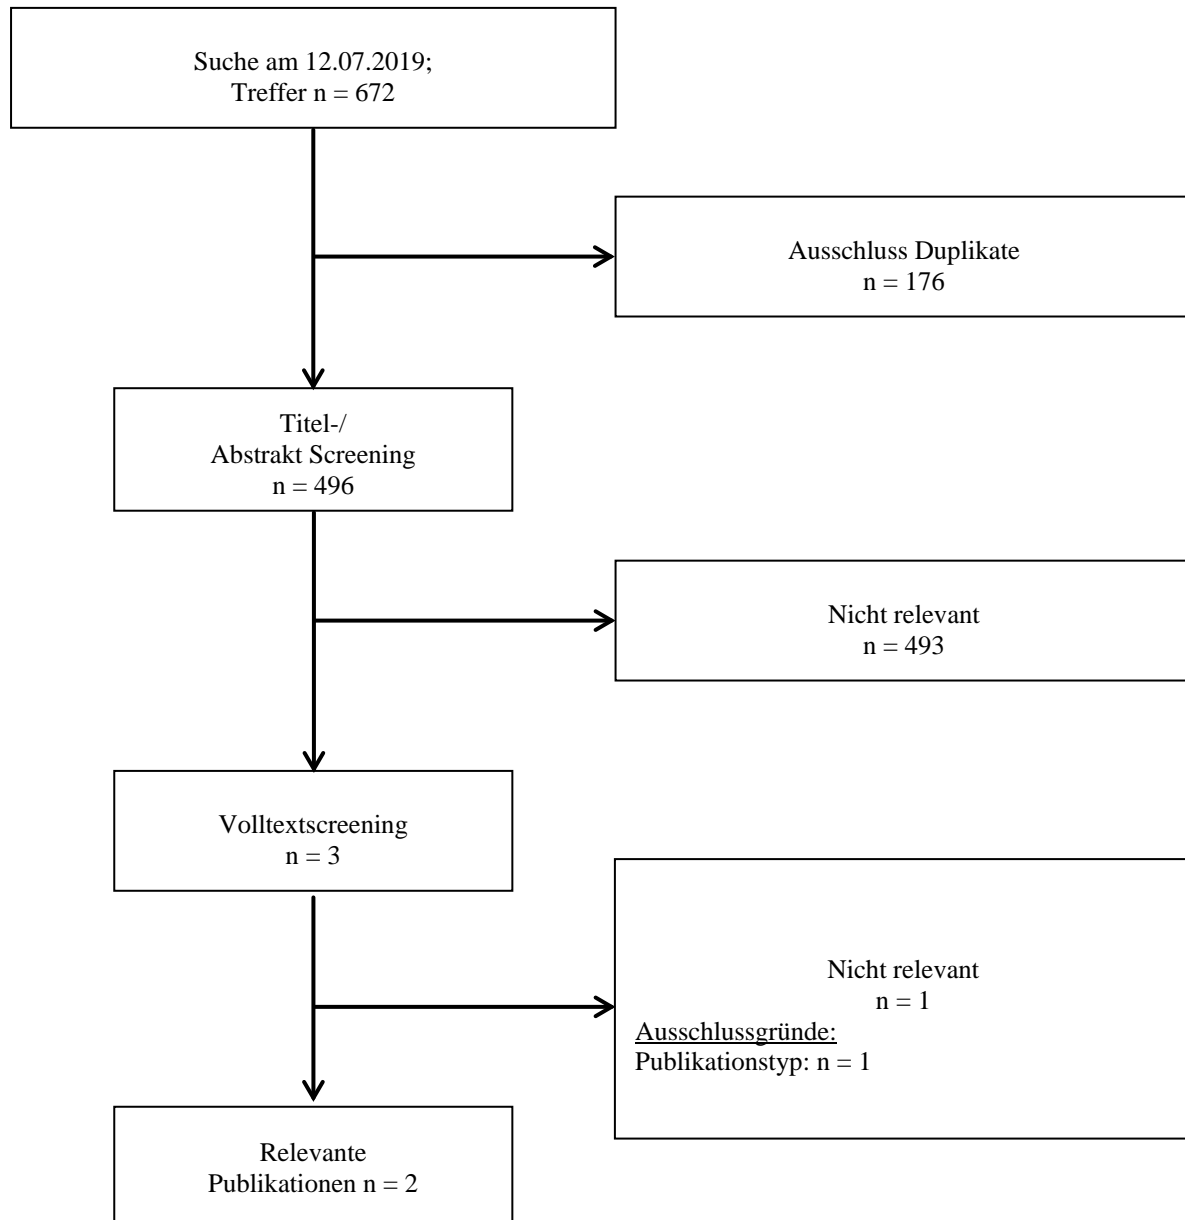 Suche am 12.07.2019;
Treffer n = 672
Ausschluss Duplikate
n = 176
Titel-/
Abstrakt Screening
n = 496
Nicht relevant
n = 493
Volltextscreening
n = 3
Nicht relevant
n = 1
Ausschlussgründe:
Publikationstyp: n = 1
Relevante
Publikationen n = 2